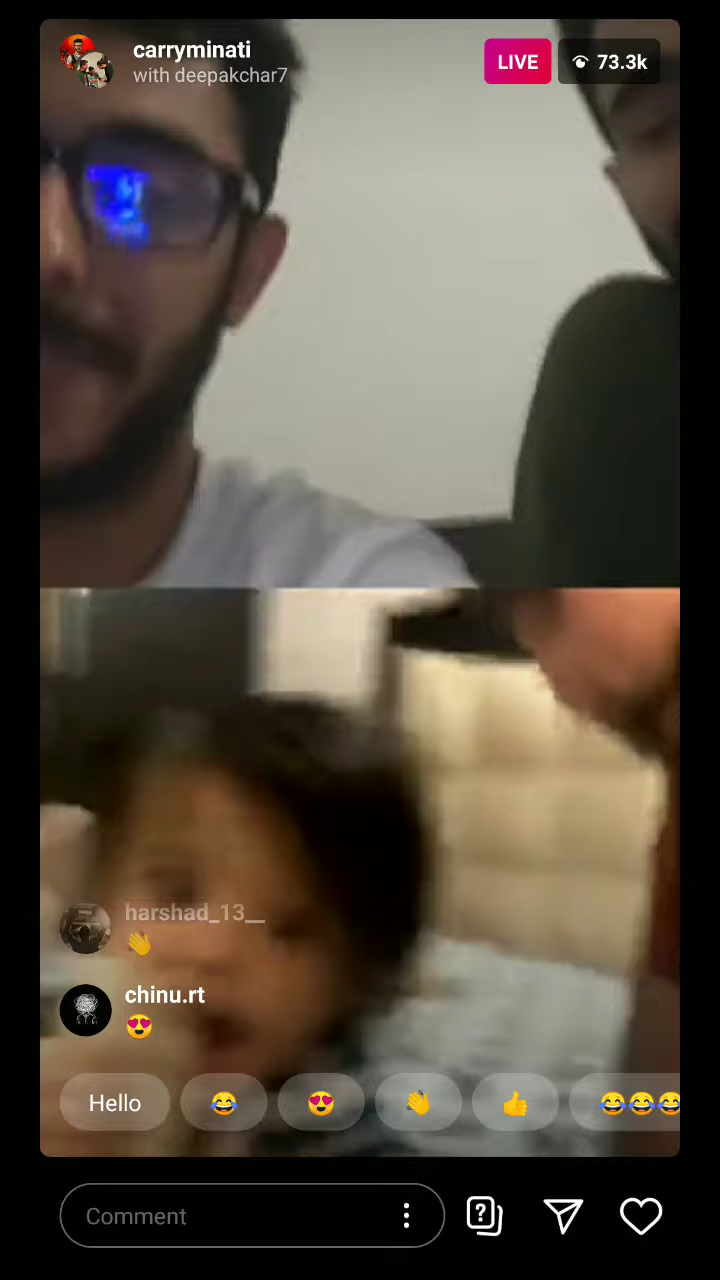 carryminati
with deepakchar7
LIVE
73.3k
harshad_13__
👋
chinu.rt
😍
Hello
😂
😍
👋
👍
😂😂😂
Comment